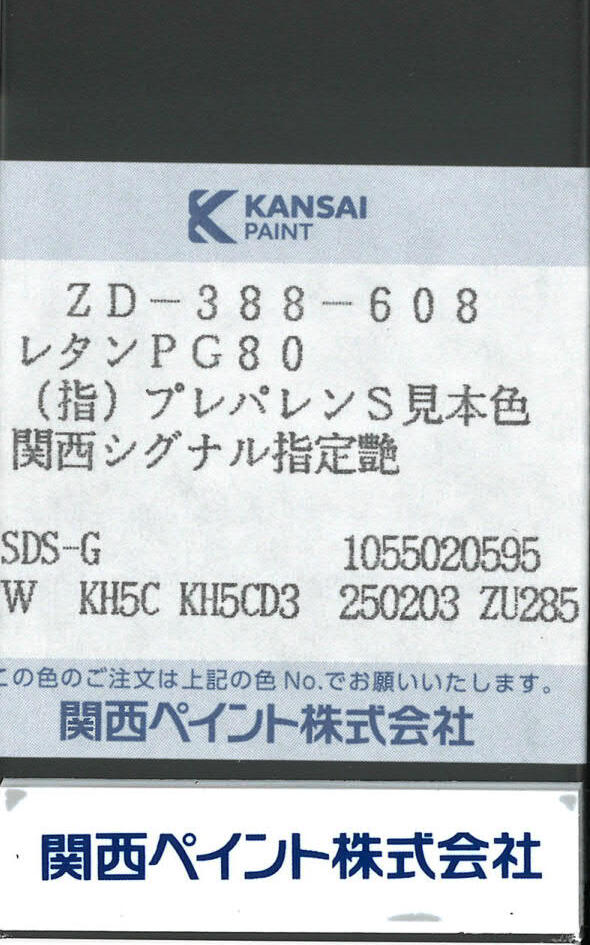 KANSAI
PAINT
ZD-388-608
レタンPG80
(指)プレパレンS見本色
関西シグナル指定艶
SDS-G 1055020595
W KH5C KH5CD3 250203 ZU285
この色のご注文は上記の色No.でお願いいたします。
関西ペイント株式会社
関西ペイント株式会社